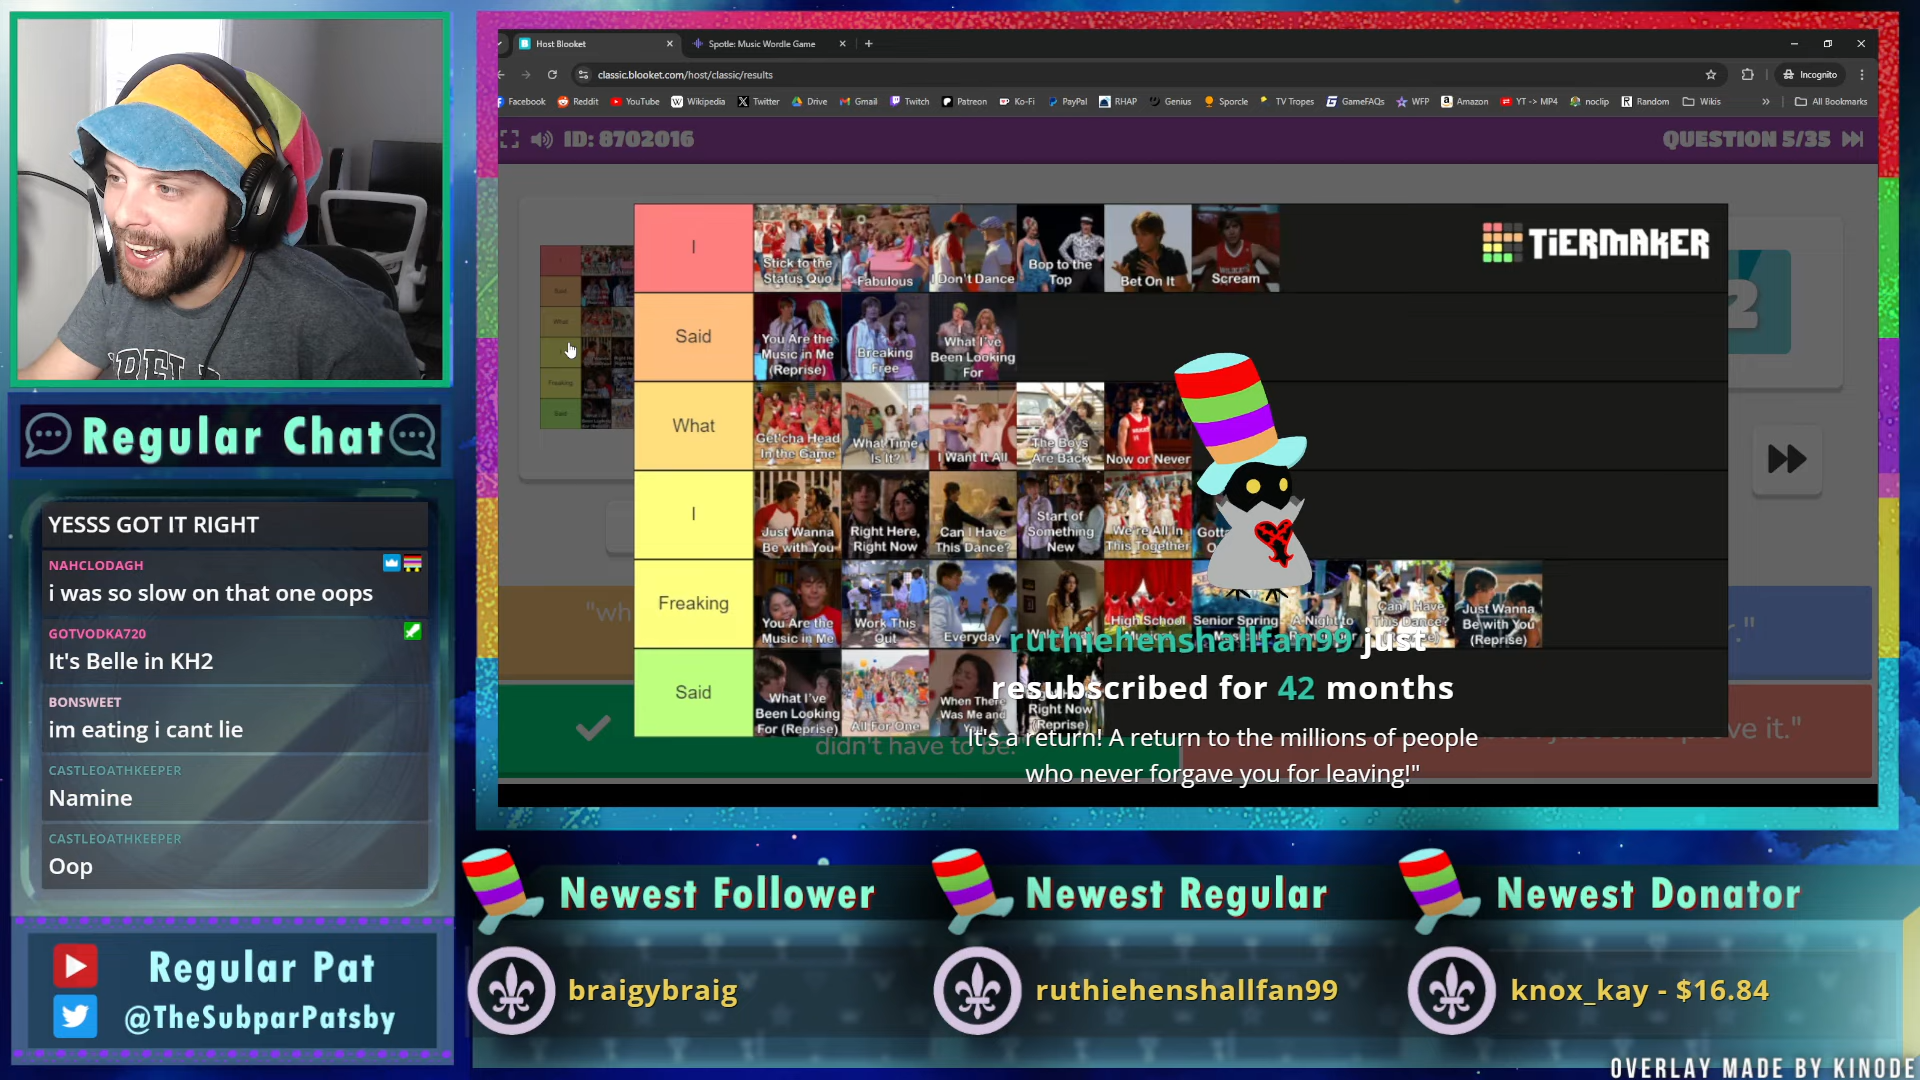 Host Blooket
Spotle: Music Wordle Game
classic.blooket.com/host/classic/results
Incognito
Facebook
Reddit
YouTube
Wikipedia
Twitter
Drive
Gmail
Twitch
Patreon
Ko-Fi
PayPal
RHAP
Genius
Sporcle
TV Tropes
GameFAQs
WFP
Amazon
YT -> MP4
noclip
Random
Wikis
All Bookmarks
ID: 8702016
QUESTION 5/35
TIERMAKER
I
Stick to the Status Quo
Fabulous
I Don't Dance
Bop to the Top
Bet On It
Scream
Said
You Are the Music in Me (Reprise)
Breaking Free
What I've Been Looking For
What
Get'cha Head In the Game
What Time Is It?
I Want It All
The Boys Are Back
Now or Never
I
Just Wanna Be with You
Right Here, Right Now
Can I Have This Dance?
Start of Something New
We're All In This Together
Freaking
You Are the Music in Me
Work This Out
Everyday
High School
Senior Spring
A Night to
Can I Have This Dance?
Just Wanna Be with You (Reprise)
Said
What I've Been Looking For (Reprise)
All For One
When There Was Me and You
Right Now (Reprise)
didn't have to be.
ve it."
ruthiehenshallfan99 just
resubscribed for 42 months
It's a return! A return to the millions of people
who never forgave you for leaving!"
Regular Chat
YESSS GOT IT RIGHT
NAHCLODAGH
i was so slow on that one oops
GOTVODKA720
It's Belle in KH2
BONSWEET
im eating i cant lie
CASTLEOATHKEEPER
Namine
CASTLEOATHKEEPER
Oop
Regular Pat
@TheSubparPatsby
Newest Follower
braigybraig
Newest Regular
ruthiehenshallfan99
Newest Donator
knox_kay - $16.84
OVERLAY MADE BY KINODE